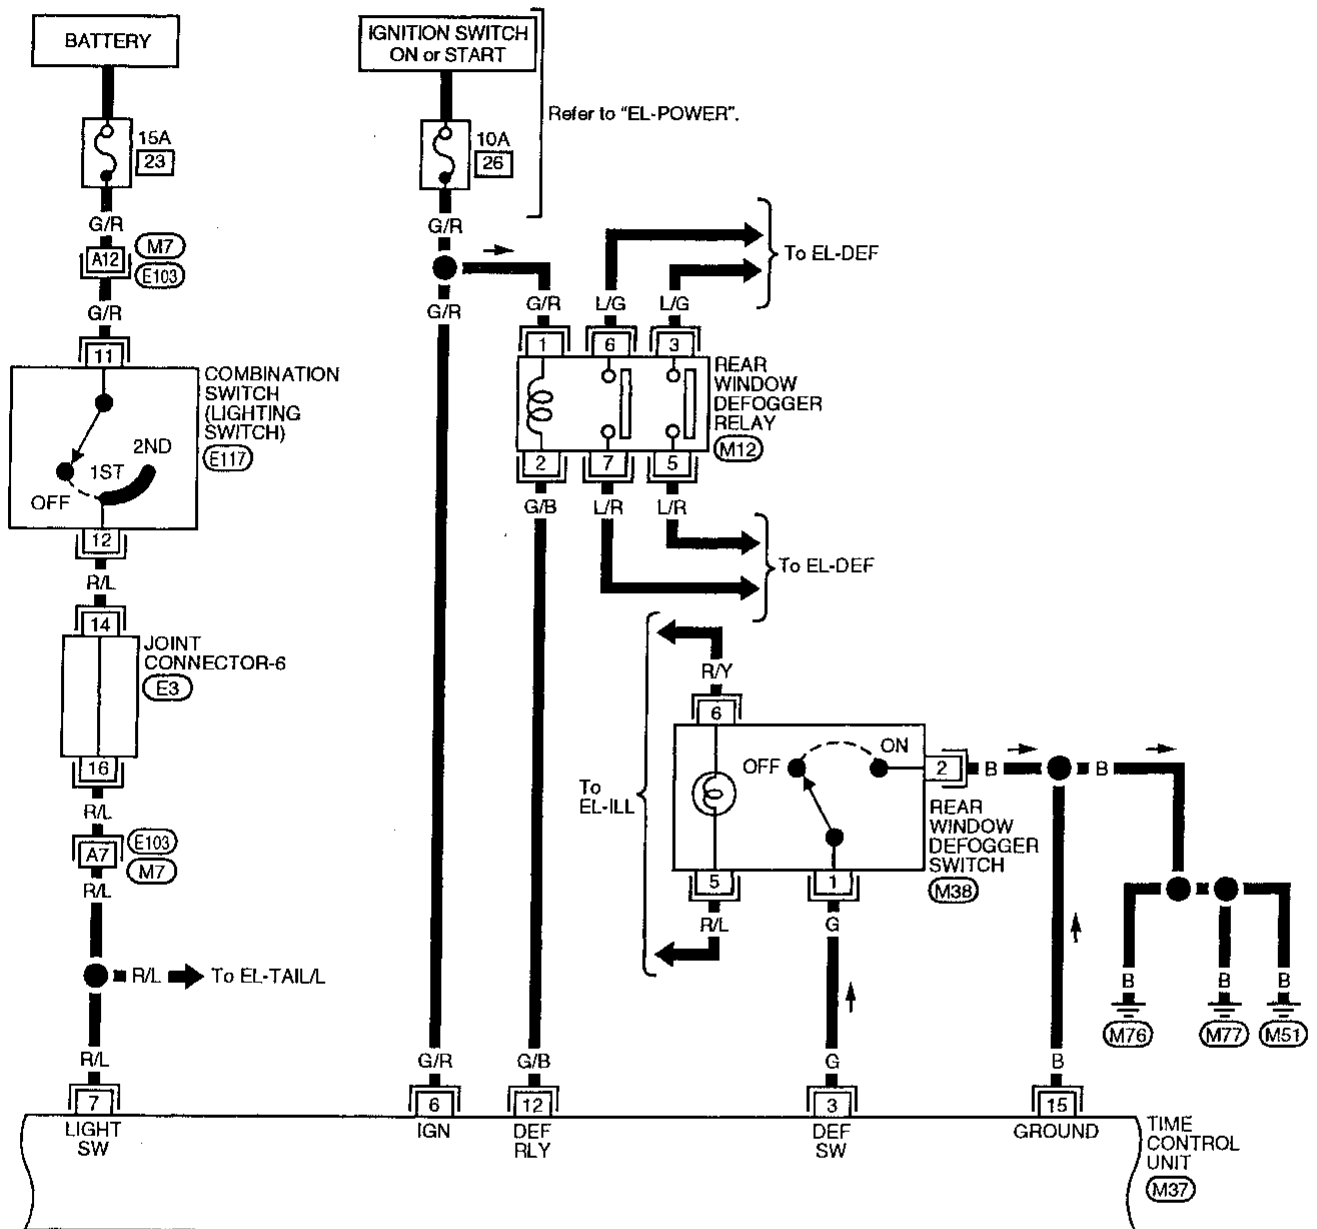 BATTERY
IGNITION SWITCH
ON or START
Refer to "EL-POWER".
15A
23
10A
26
G/R
G/R
A12
M7
E103
To EL-DEF
G/R
G/R
G/R
L/G
L/G
11
1
6
3
COMBINATION
SWITCH
(LIGHTING
SWITCH)
E117
REAR
WINDOW
DEFOGGER
RELAY
M12
OFF
1ST
2ND
2
7
5
12
G/B
L/R
L/R
R/L
To EL-DEF
14
JOINT
CONNECTOR-6
E3
16
R/Y
6
To
EL-ILL
OFF
ON
2
B
B
REAR
WINDOW
DEFOGGER
SWITCH
M38
R/L
A7
E103
M7
R/L
5
1
R/L
G
R/L
To EL-TAIL/L
B
B
B
M76
M77
M51
R/L
G/R
G/B
G
B
7
6
12
3
15
LIGHT
SW
IGN
DEF
RLY
DEF
SW
GROUND
TIME
CONTROL
UNIT
M37